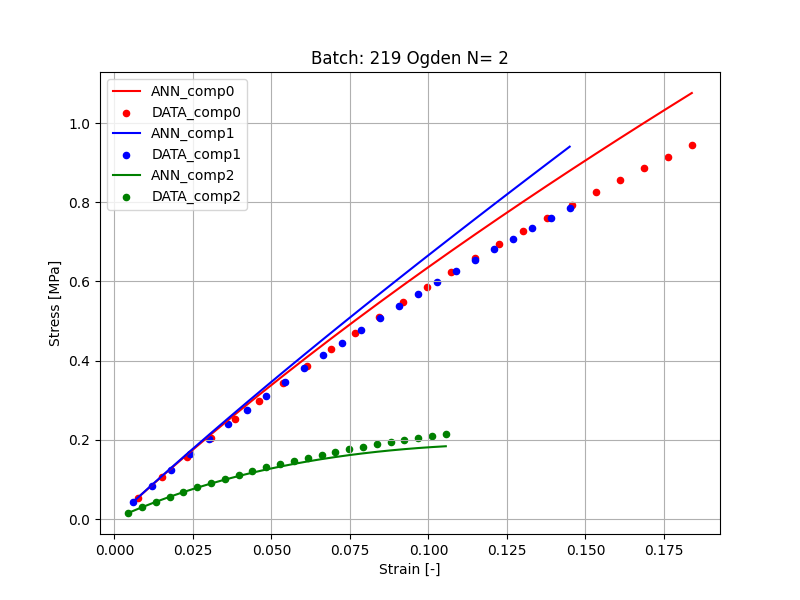 Batch: 219 Ogden N= 2
ANN_comp0
DATA_comp0
ANN_comp1
DATA_comp1
ANN_comp2
DATA_comp2
Stress [MPa]
1.0
0.8
0.6
0.4
0.2
0.0
0.000 0.025 0.050 0.075 0.100 0.125 0.150 0.175
Strain [-]